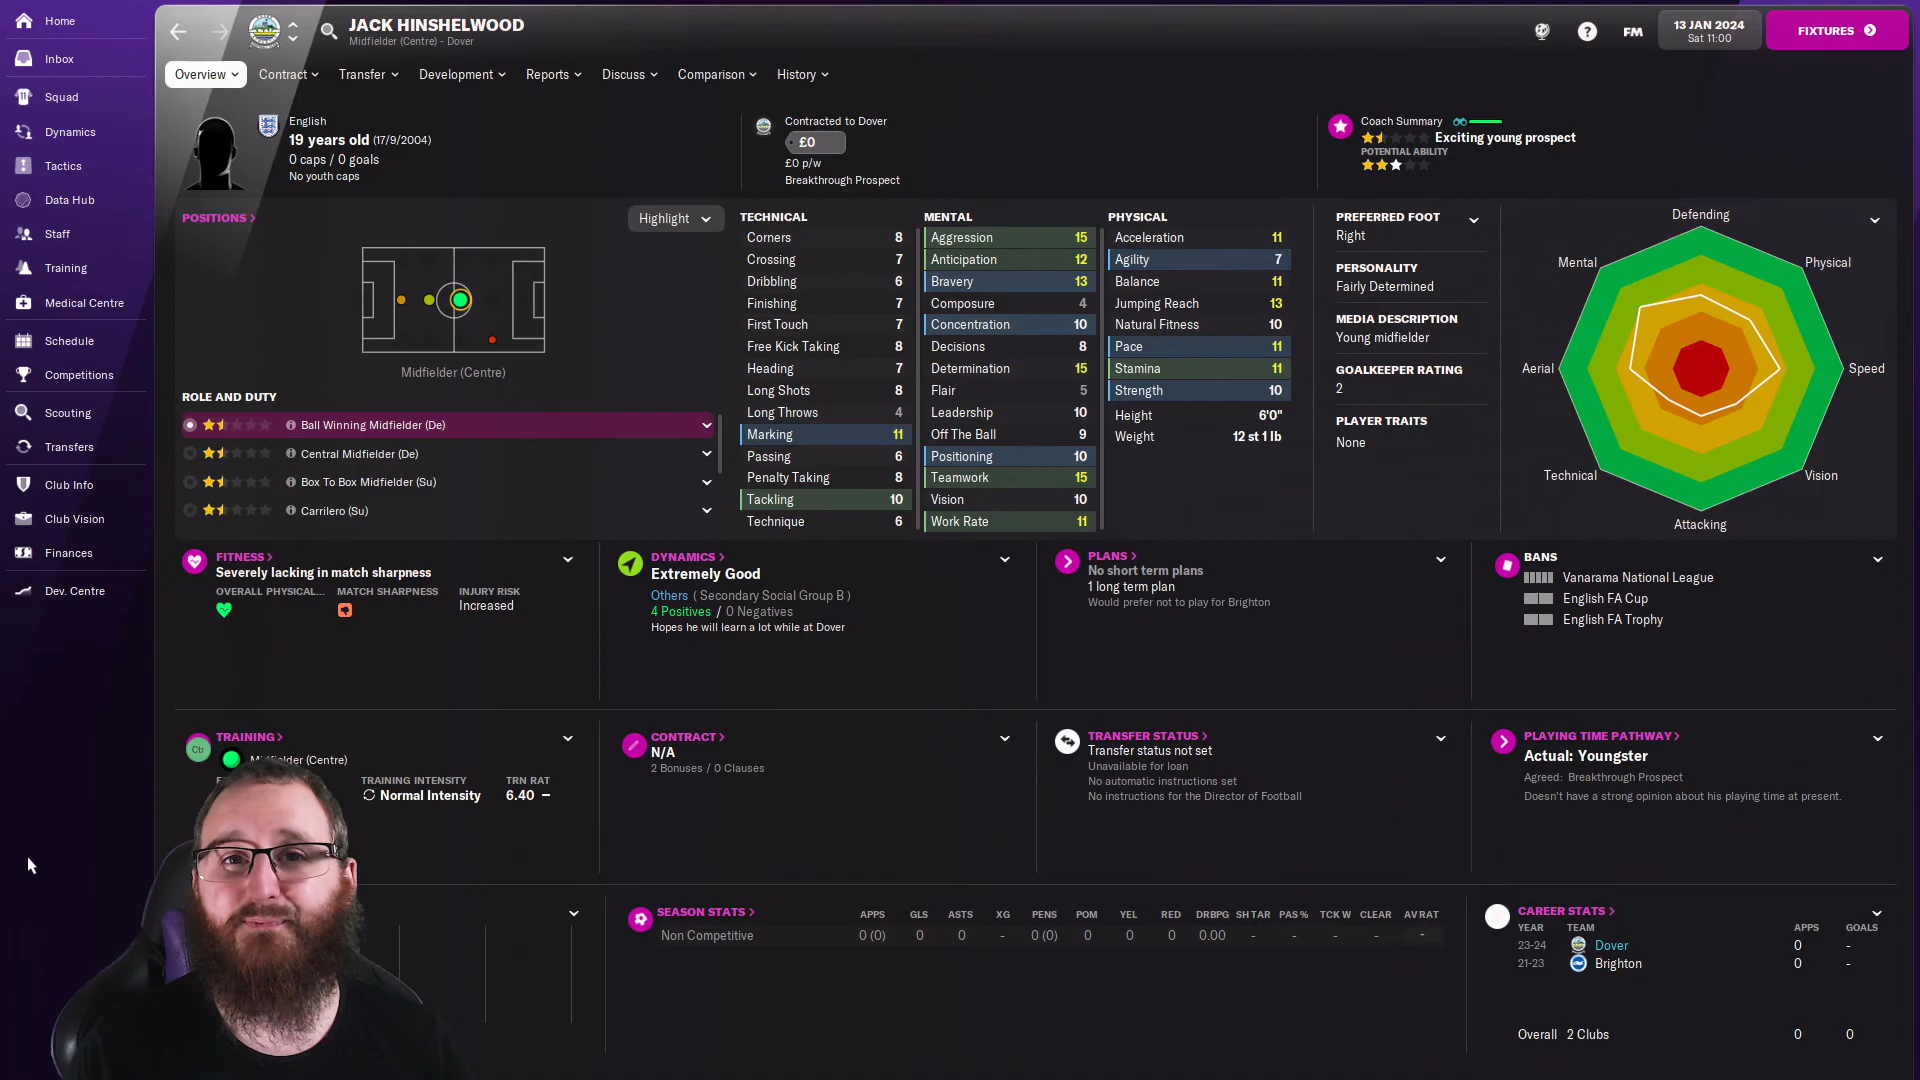 Home
Inbox
Squad
Dynamics
Tactics
Data Hub
Staff
Training
Medical Centre
Schedule
Competitions
Scouting
Transfers
Club Info
Club Vision
Finances
Dev. Centre
JACK HINSHELWOOD
Midfielder (Centre) - Dover
FM
13 JAN 2024
Sat 11:00
FIXTURES
Overview Contract Transfer Development Reports Discuss Comparison History
English
19 years old (17/9/2004)
0 caps / 0 goals
No youth caps
Contracted to Dover
£0
£0 p/w
Breakthrough Prospect
Coach Summary
Exciting young prospect
POTENTIAL ABILITY
POSITIONS
Highlight
Midfielder (Centre)
ROLE AND DUTY
Ball Winning Midfielder (De)
Central Midfielder (De)
Box To Box Midfielder (Su)
Carrilero (Su)
TECHNICAL
Corners 8
Crossing 7
Dribbling 6
Finishing 7
First Touch 7
Free Kick Taking 8
Heading 7
Long Shots 8
Long Throws 4
Marking 11
Passing 6
Penalty Taking 8
Tackling 10
Technique 6
MENTAL
Aggression 15
Anticipation 12
Bravery 13
Composure 4
Concentration 10
Decisions 8
Determination 15
Flair 5
Leadership 10
Off The Ball 9
Positioning 10
Teamwork 15
Vision 10
Work Rate 11
PHYSICAL
Acceleration 11
Agility 7
Balance 11
Jumping Reach 13
Natural Fitness 10
Pace 11
Stamina 11
Strength 10
Height 6'0"
Weight 12 st 1 lb
PREFERRED FOOT
Right
PERSONALITY
Fairly Determined
MEDIA DESCRIPTION
Young midfielder
GOALKEEPER RATING
2
PLAYER TRAITS
None
Defending
Mental
Physical
Aerial
Speed
Technical
Vision
Attacking
FITNESS
Severely lacking in match sharpness
OVERALL PHYSICAL... MATCH SHARPNESS INJURY RISK
Increased
DYNAMICS
Extremely Good
Others ( Secondary Social Group B )
4 Positives / 0 Negatives
Hopes he will learn a lot while at Dover
PLANS
No short term plans
1 long term plan
Would prefer not to play for Brighton
BANS
Vanarama National League
English FA Cup
English FA Trophy
TRAINING
Ctr
Midfielder (Centre)
TRAINING INTENSITY TRN RAT
Normal Intensity 6.40 –
CONTRACT
N/A
2 Bonuses / 0 Clauses
TRANSFER STATUS
Transfer status not set
Unavailable for loan
No automatic instructions set
No instructions for the Director of Football
PLAYING TIME PATHWAY
Actual: Youngster
Agreed: Breakthrough Prospect
Doesn't have a strong opinion about his playing time at present.
SEASON STATS APPS GLS ASTS XG PENS POM YEL RED DRBPG SH TAR PAS % TCK W CLEAR AV RAT
Non Competitive 0 (0) 0 0 - 0 (0) 0 0 0 0.00 - - - - -
CAREER STATS
YEAR TEAM APPS GOALS
23-24 Dover 0 -
21-23 Brighton 0 -
Overall 2 Clubs 0 0